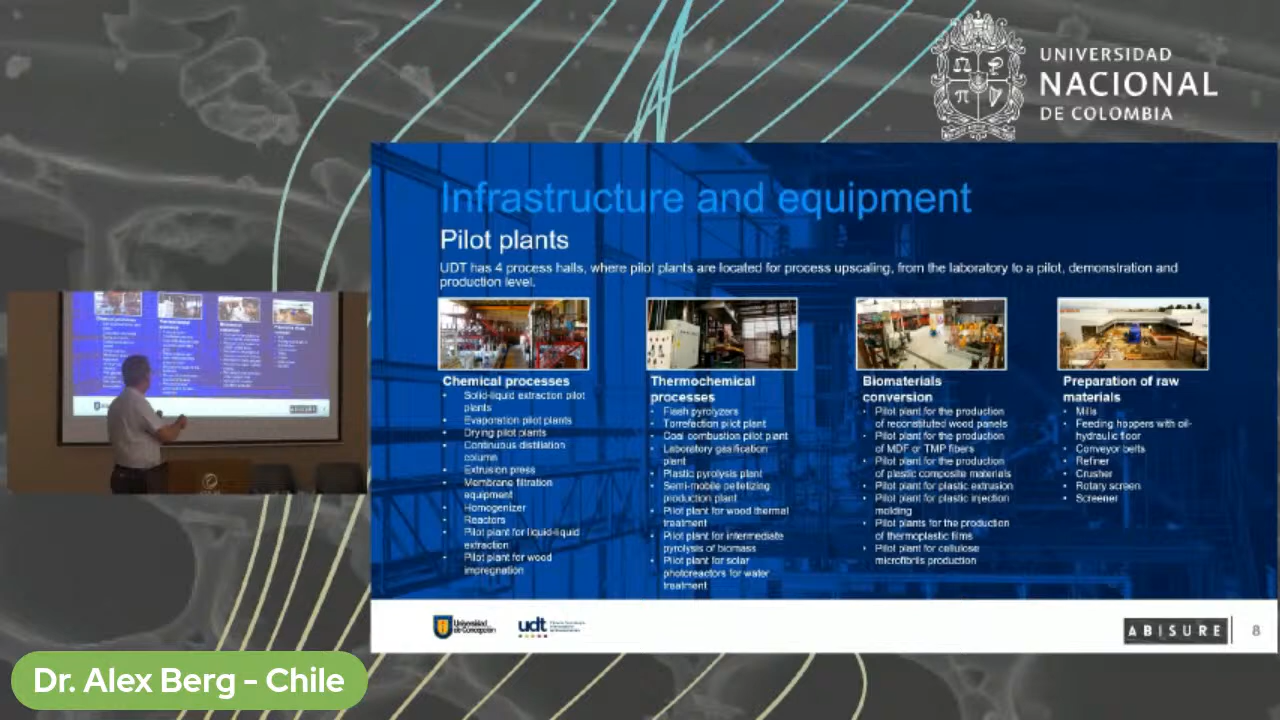 UNIVERSIDAD
NACIONAL
DE COLOMBIA
Infrastructure and equipment
Pilot plants
UDT has 4 process halls, where pilot plants are located for process upscaling, from the laboratory to a pilot, demonstration and
production level.
Chemical processes
• Solid-liquid extraction pilot
plants
• Evaporation pilot plants
• Drying pilot plants
• Continuous distillation
column
• Extrusion press
• Membrane filtration
equipment
• Homogenizer
• Reactors
• Pilot plant for liquid-liquid
extraction
• Pilot plant for wood
impregnation
Thermochemical
processes
• Flash pyrolyzers
• Torrefaction pilot plant
• Coal combustion pilot plant
• Laboratory gasification
plant
• Plastic pyrolysis plant
• Semi-mobile pelletizing
production plant
• Pilot plant for wood thermal
treatment
• Pilot plant for intermediate
pyrolysis of biomass
• Pilot plant for solar
photoreactors for water
treatment
Biomaterials
conversion
• Pilot plant for the production
of reconstituted wood panels
• Pilot plant for the production
of MDF or TMP fibers
• Pilot plant for the production
of plastic composite materials
• Pilot plant for plastic extrusion
• Pilot plant for plastic injection
molding
• Pilot plants for the production
of thermoplastic films
• Pilot plant for cellulose
microfibrils production
Preparation of raw
materials
• Mills
• Feeding hoppers with oil-
hydraulic floor
• Conveyor belts
• Refiner
• Crusher
• Rotary screen
• Screener
Universidad
de Concepción
udt
ABISURE
8
Dr. Alex Berg - Chile